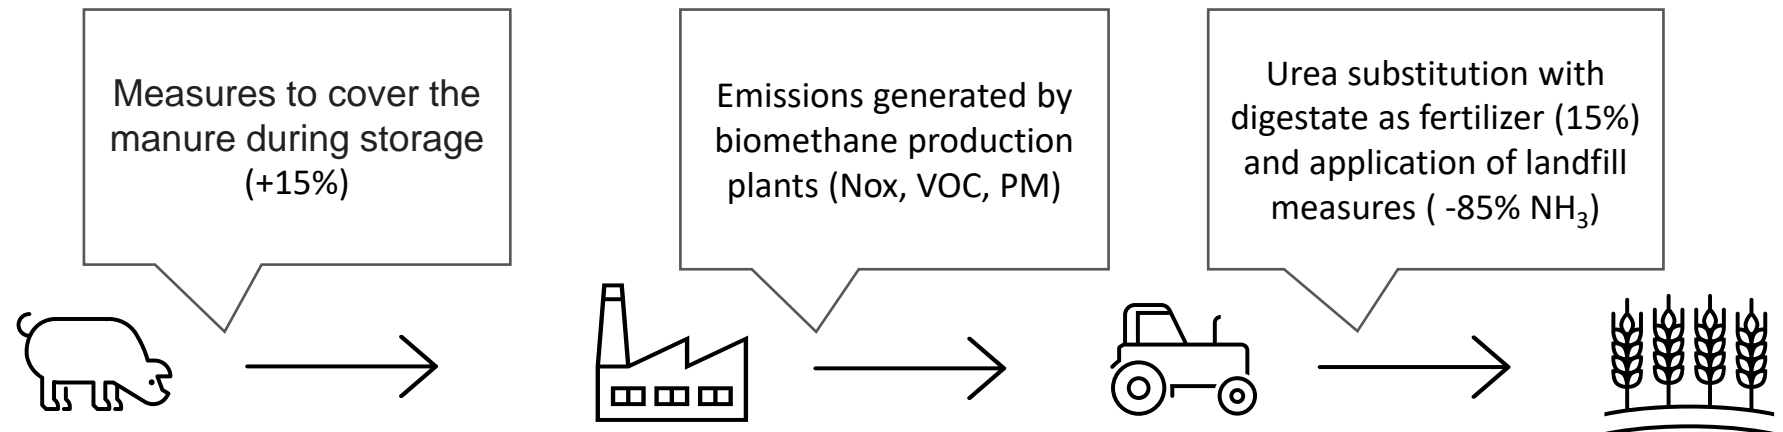 Measures to cover the
manure during storage
(+15%)
Emissions generated by
biomethane production
plants (Nox, VOC, PM)
Urea substitution with
digestate as fertilizer (15%)
and application of landfill
measures ( -85% NH₃)